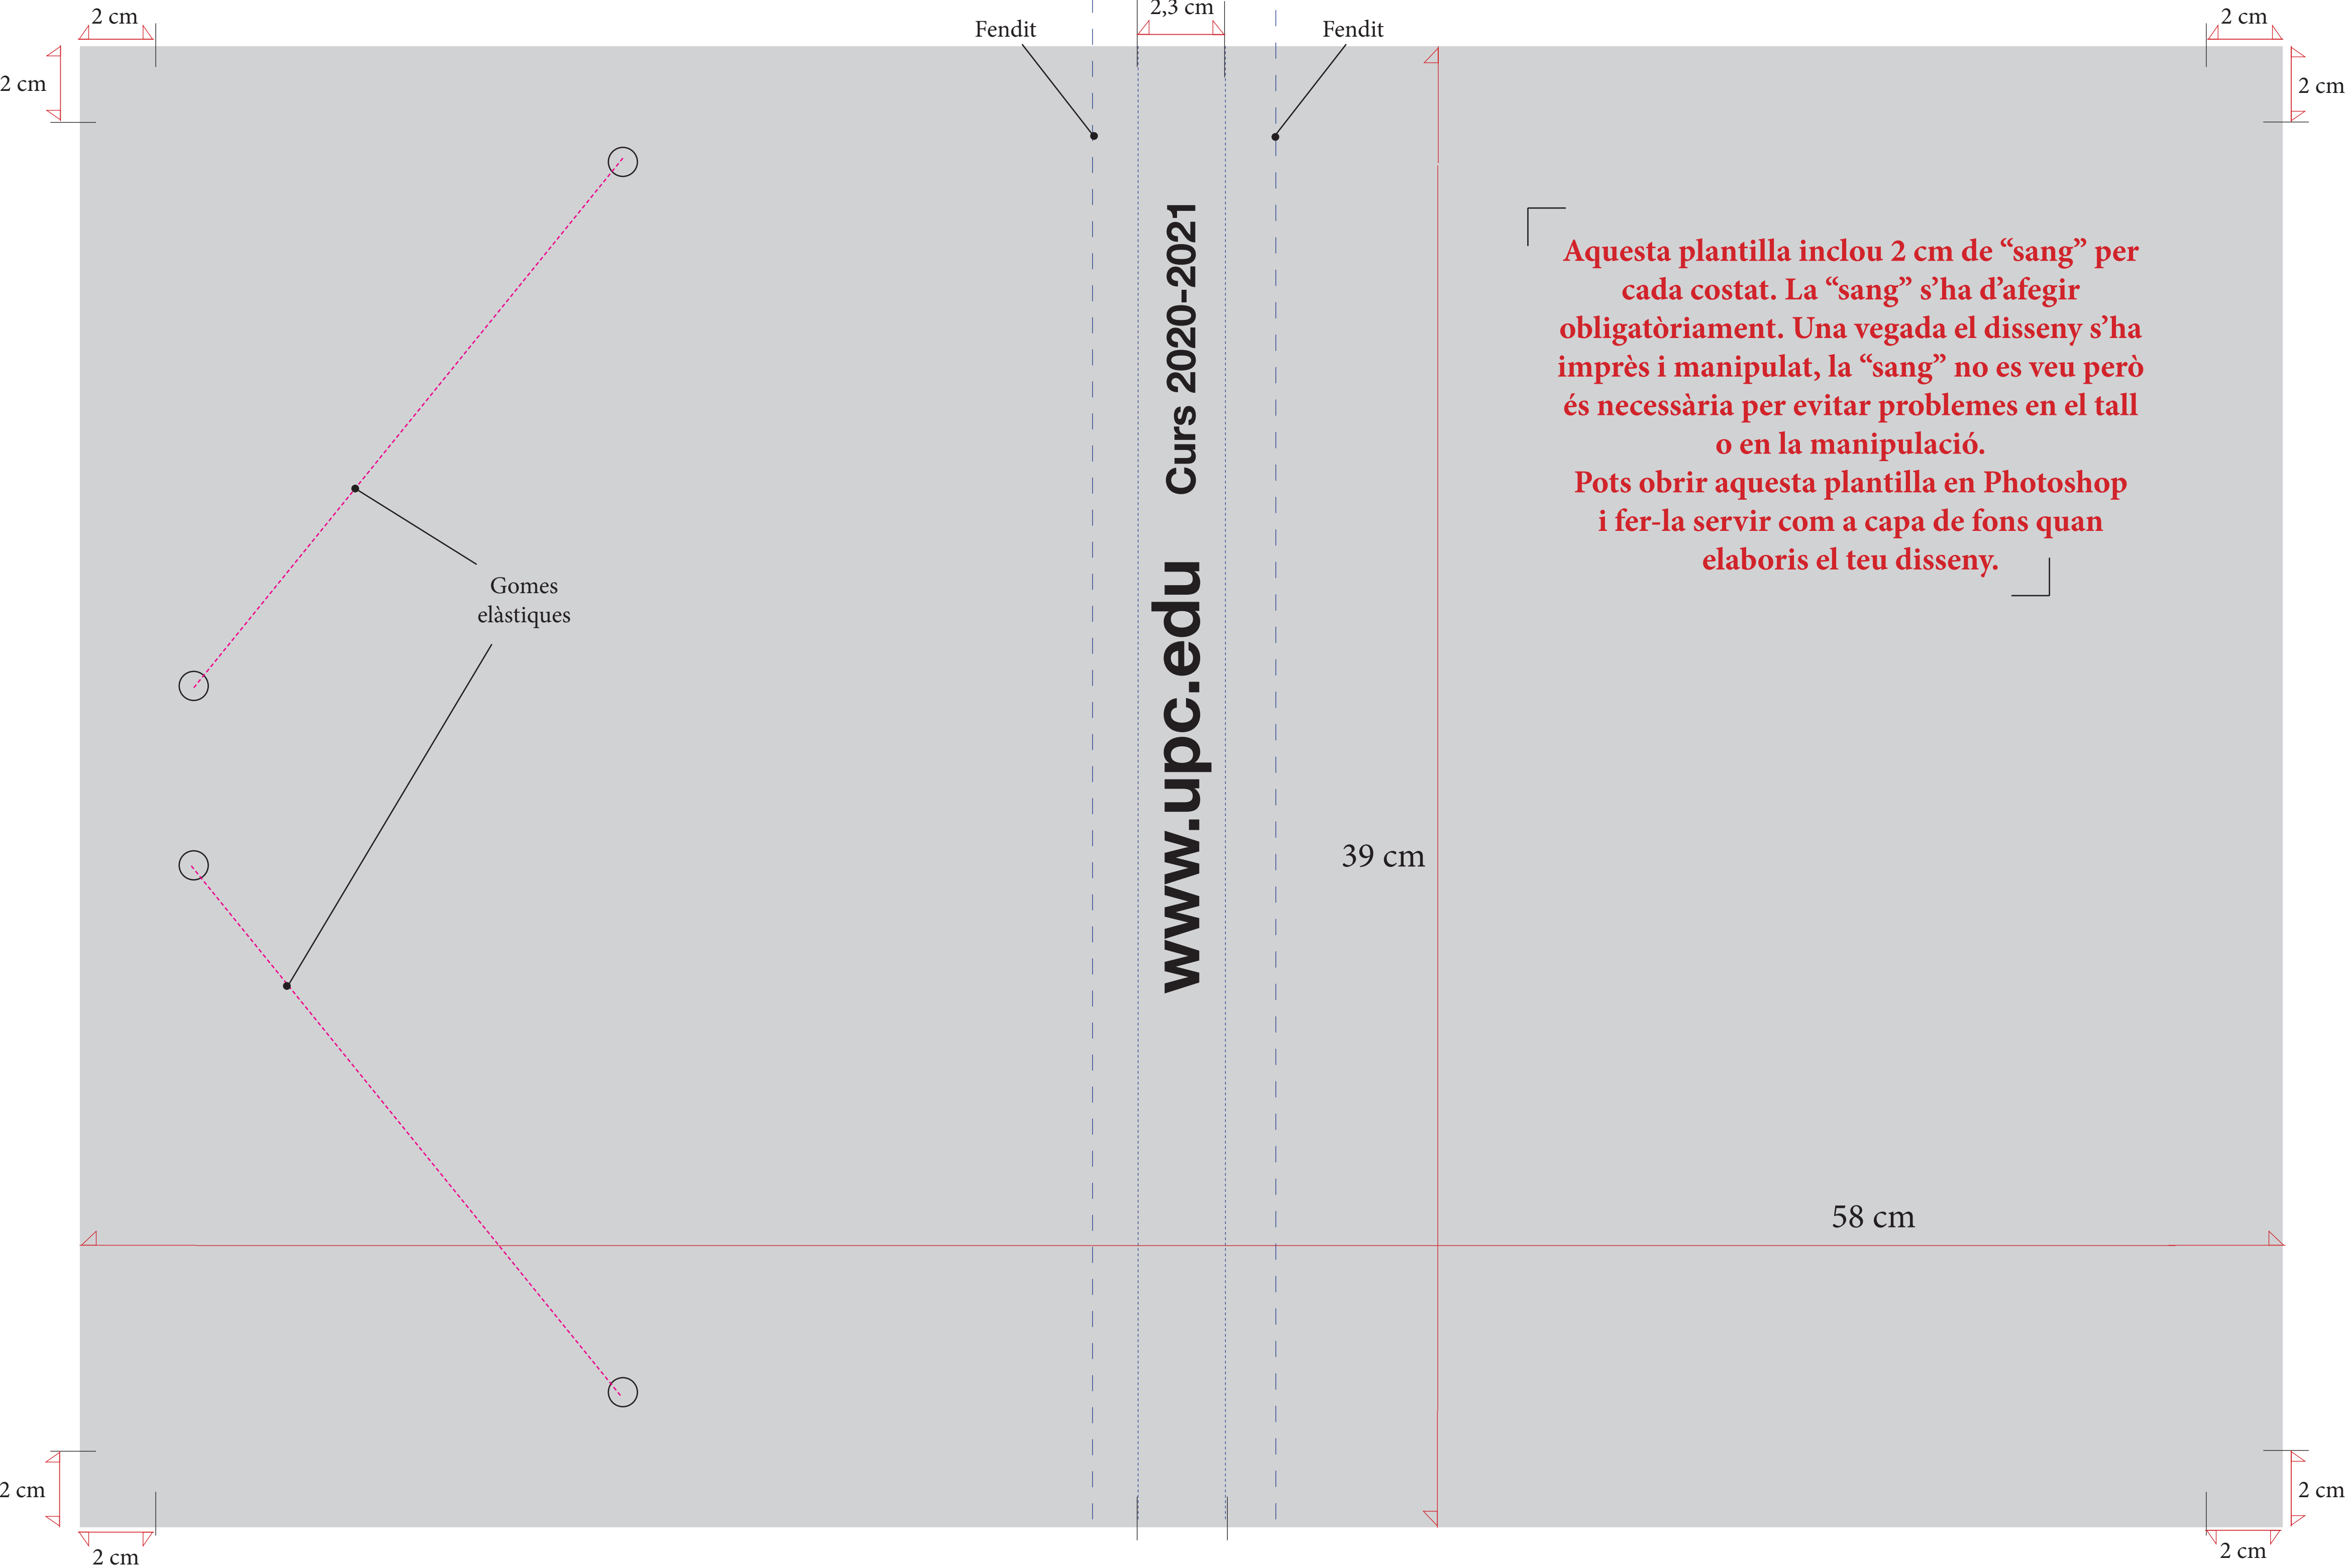 2 cm
2 cm
Fendit
2,3 cm
Fendit
2 cm
2 cm
Aquesta plantilla inclou 2 cm de “sang” per
cada costat. La “sang” s’ha d’afegir
obligatòriament. Una vegada el disseny s’ha
imprès i manipulat, la “sang” no es veu però
és necessària per evitar problemes en el tall
o en la manipulació.
Pots obrir aquesta plantilla en Photoshop
i fer-la servir com a capa de fons quan
elaboris el teu disseny.
Gomes
elàstiques
www.upc.edu Curs 2020-2021
39 cm
58 cm
2 cm
2 cm
2 cm
2 cm